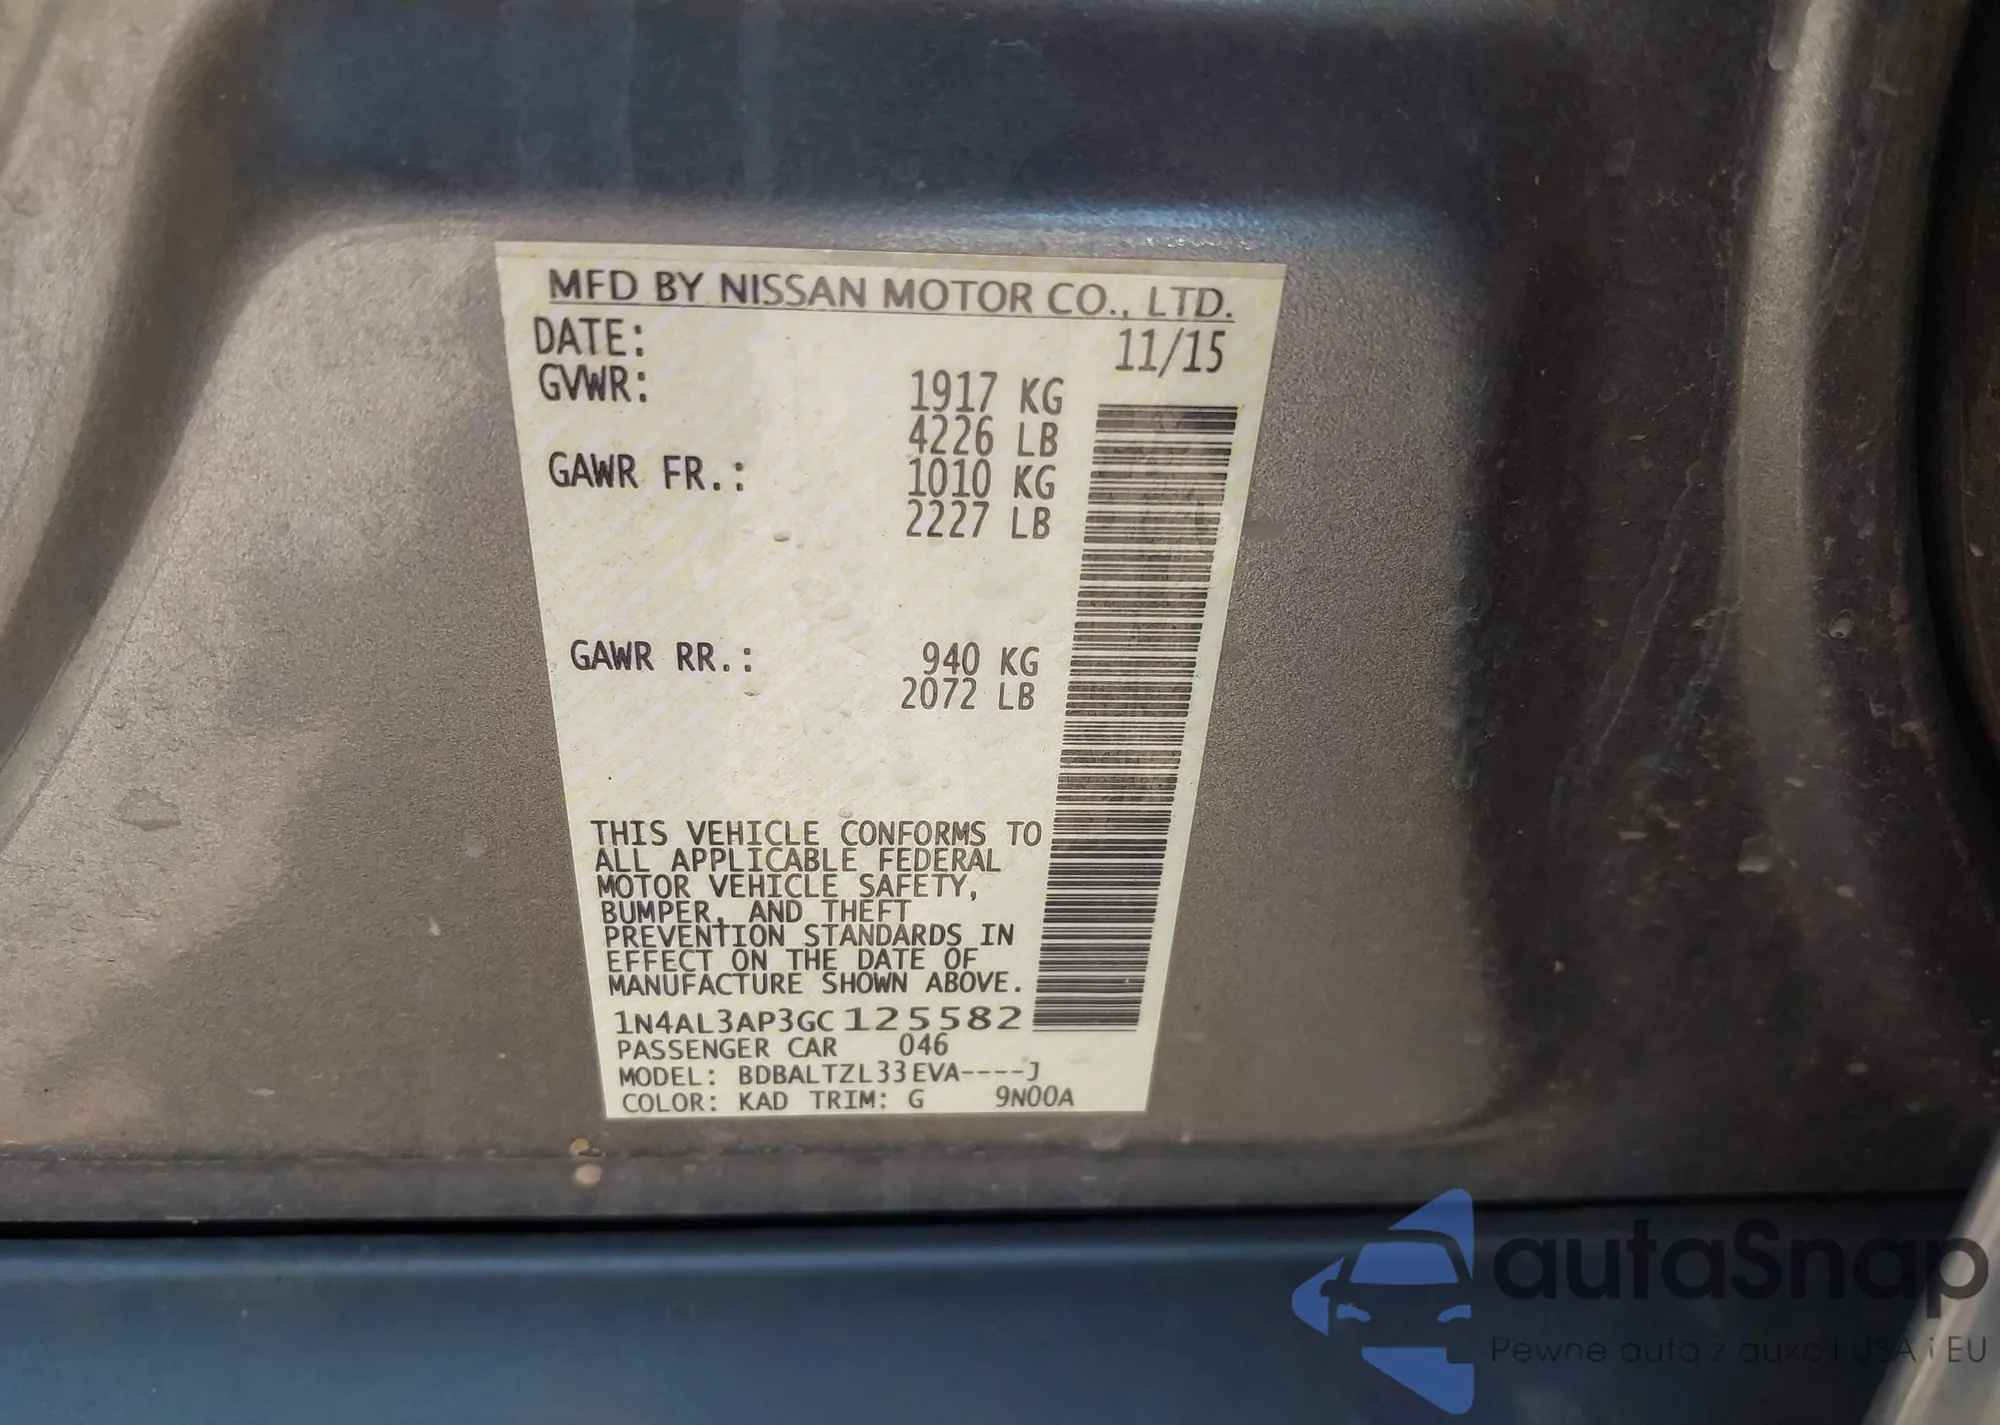 MFD BY NISSAN MOTOR CO., LTD.
DATE: 11/15
GVWR: 1917 KG
4226 LB
GAWR FR.: 1010 KG
2227 LB
GAWR RR.: 940 KG
2072 LB
THIS VEHICLE CONFORMS TO
ALL APPLICABLE FEDERAL
MOTOR VEHICLE SAFETY,
BUMPER, AND THEFT
PREVENTION STANDARDS IN
EFFECT ON THE DATE OF
MANUFACTURE SHOWN ABOVE.
1N4AL3AP3GC125582
PASSENGER CAR 046
MODEL: BDBALTZL33EVA----J
COLOR: KAD TRIM: G 9N00A
autaSnap
Pewne auta z aukcji USA i EU